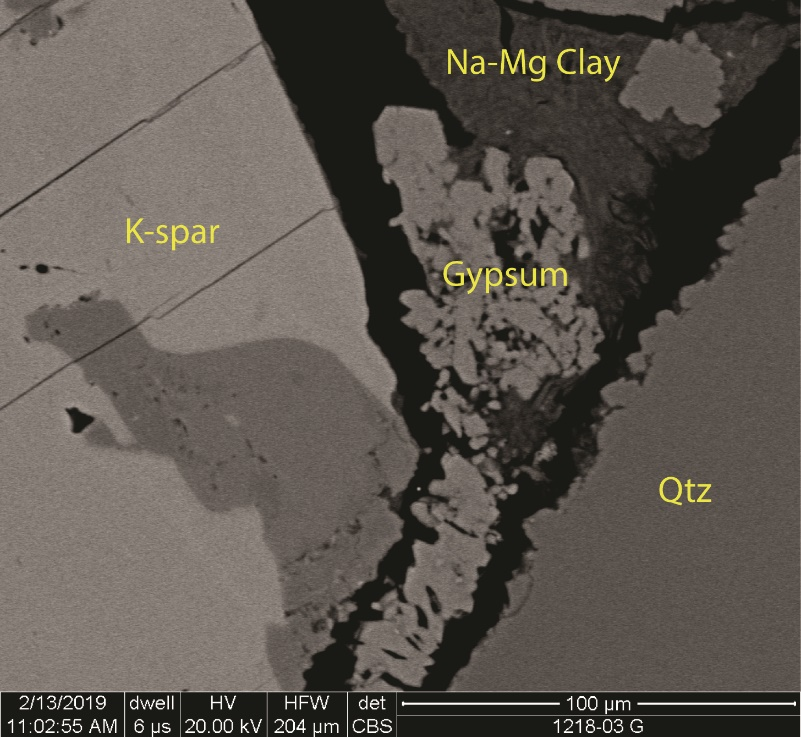 Na-Mg Clay
K-spar
Gypsum
Qtz
2/13/2019 dwell HV HFW det 100 µm
11:02:55 AM 6 µs 20.00 kV 204 µm CBS 1218-03 G